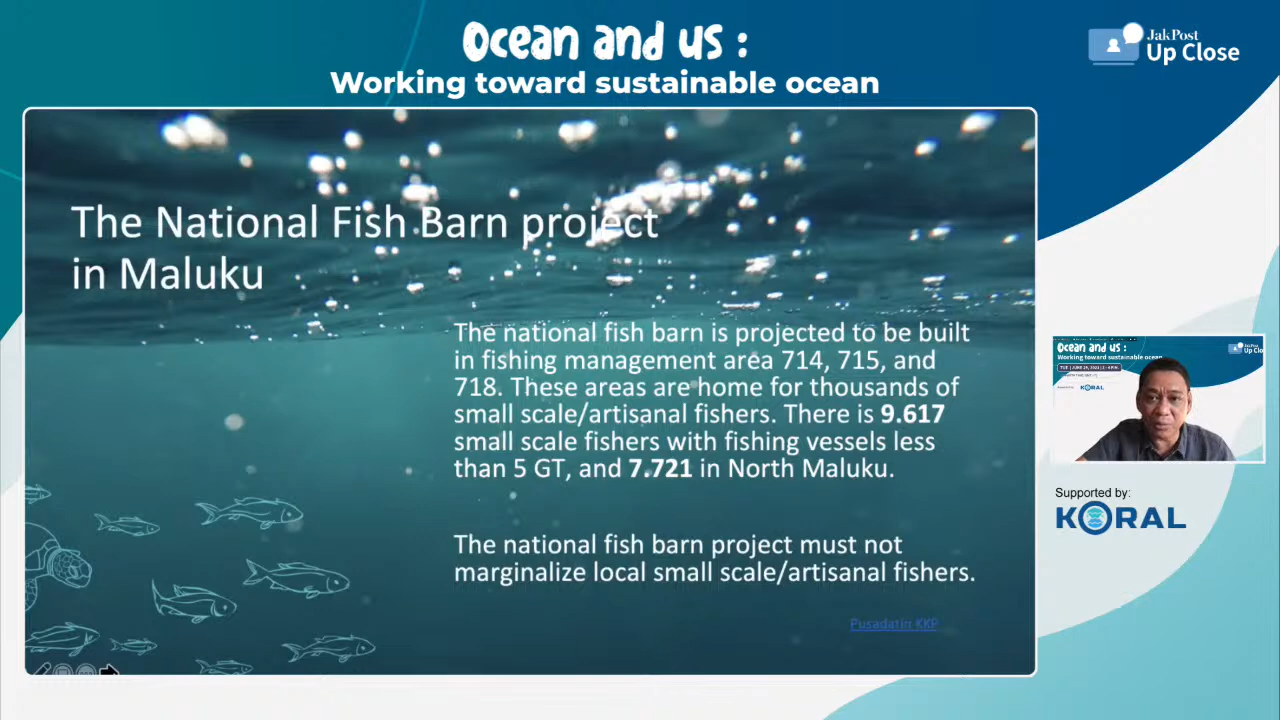 Ocean and us :
Working toward sustainable ocean
JakPost
Up Close
The National Fish Barn project
in Maluku
The national fish barn is projected to be built
in fishing management area 714, 715, and
718. These areas are home for thousands of
small scale/artisanal fishers. There is 9.617
small scale fishers with fishing vessels less
than 5 GT, and 7.721 in North Maluku.
The national fish barn project must not
marginalize local small scale/artisanal fishers.
Pusadatin KKP
Ocean and us :
Working toward sustainable ocean
KORAL
Supported by:
KORAL